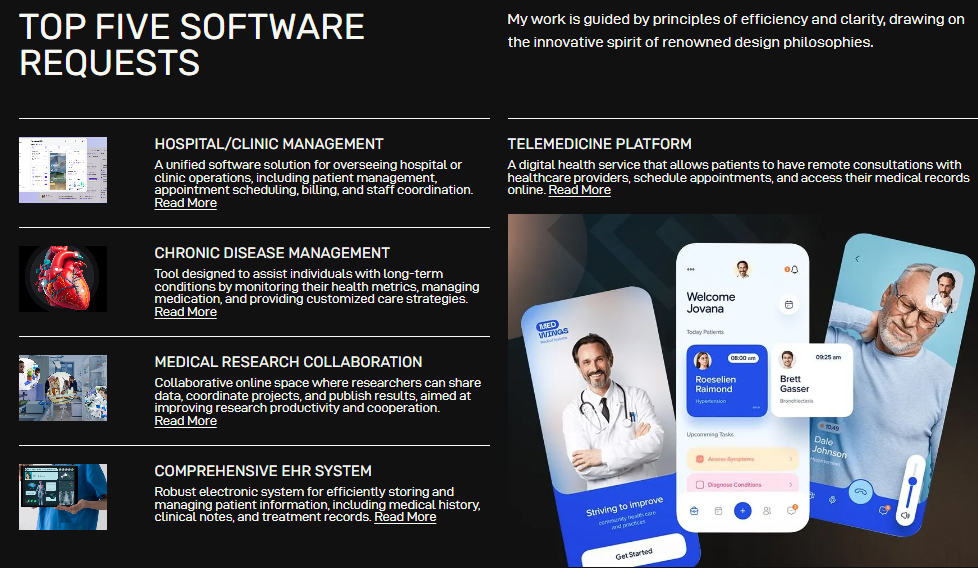 TOP FIVE SOFTWARE
REQUESTS
My work is guided by principles of efficiency and clarity, drawing on
the innovative spirit of renowned design philosophies.
HOSPITAL/CLINIC MANAGEMENT
A unified software solution for overseeing hospital or
clinic operations, including patient management,
appointment scheduling, billing, and staff coordination.
Read More
CHRONIC DISEASE MANAGEMENT
Tool designed to assist individuals with long-term
conditions by monitoring their health metrics, managing
medication, and providing customized care strategies.
Read More
MEDICAL RESEARCH COLLABORATION
Collaborative online space where researchers can share
data, coordinate projects, and publish results, aimed at
improving research productivity and cooperation.
Read More
COMPREHENSIVE EHR SYSTEM
Robust electronic system for efficiently storing and
managing patient information, including medical history,
clinical notes, and treatment records. Read More
TELEMEDICINE PLATFORM
A digital health service that allows patients to have remote consultations with
healthcare providers, schedule appointments, and access their medical records
online. Read More
MED
WINGS
Medical Systems
Striving to improve
community health care
and practices
Get Started
Welcome
Jovana
Today Patients
08:00 am
Roeselien
Raimond
Hypertension
09:25 am
Brett
Gasser
Bronchiectasis
Upcomming Tasks
Assess Symptoms
Diagnose Conditions
10:49
Dale
Johnson
Hypertension